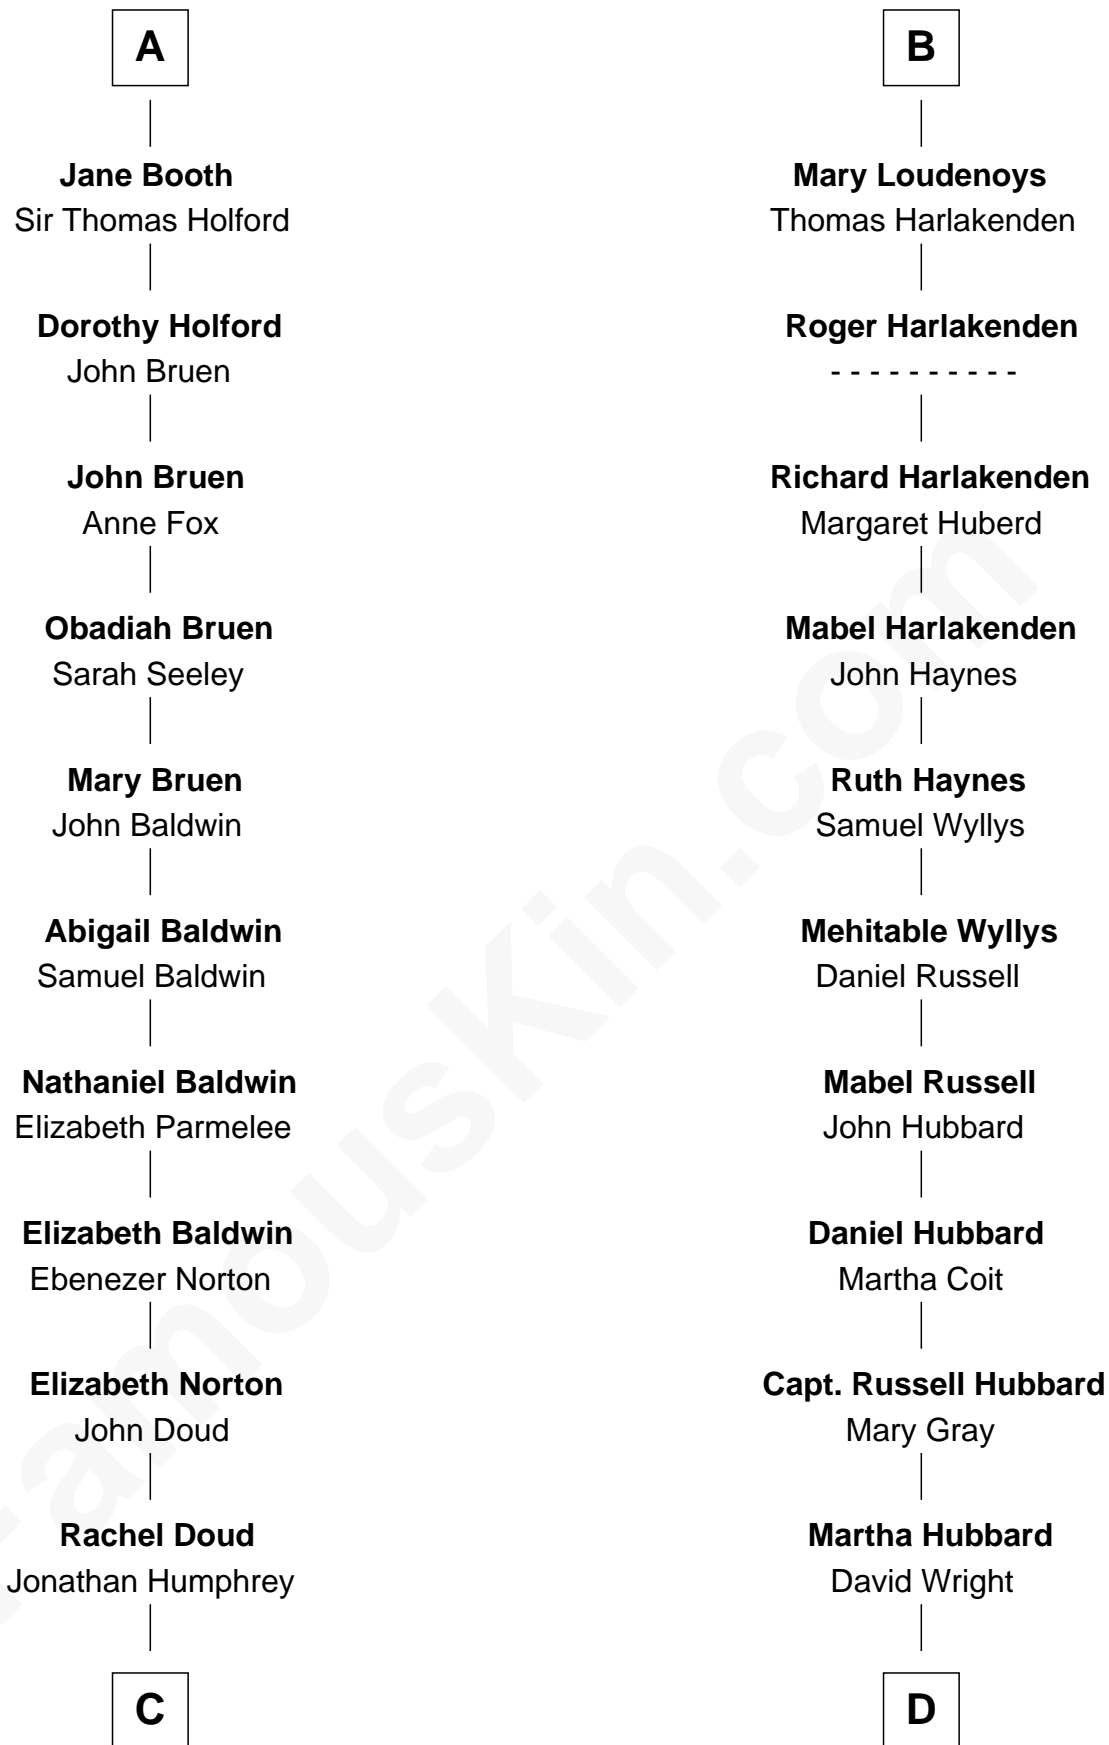 A
Jane Booth
Sir Thomas Holford
Dorothy Holford
John Bruen
John Bruen
Anne Fox
Obadiah Bruen
Sarah Seeley
Mary Bruen
John Baldwin
Abigail Baldwin
Samuel Baldwin
Nathaniel Baldwin
Elizabeth Parmelee
Elizabeth Baldwin
Ebenezer Norton
Elizabeth Norton
John Doud
Rachel Doud
Jonathan Humphrey
C
B
Mary Loudenoys
Thomas Harlakenden
Roger Harlakenden
- - - - - - - - - -
Richard Harlakenden
Margaret Huberd
Mabel Harlakenden
John Haynes
Ruth Haynes
Samuel Wyllys
Mehitable Wyllys
Daniel Russell
Mabel Russell
John Hubbard
Daniel Hubbard
Martha Coit
Capt. Russell Hubbard
Mary Gray
Martha Hubbard
David Wright
D
FamousKin.com